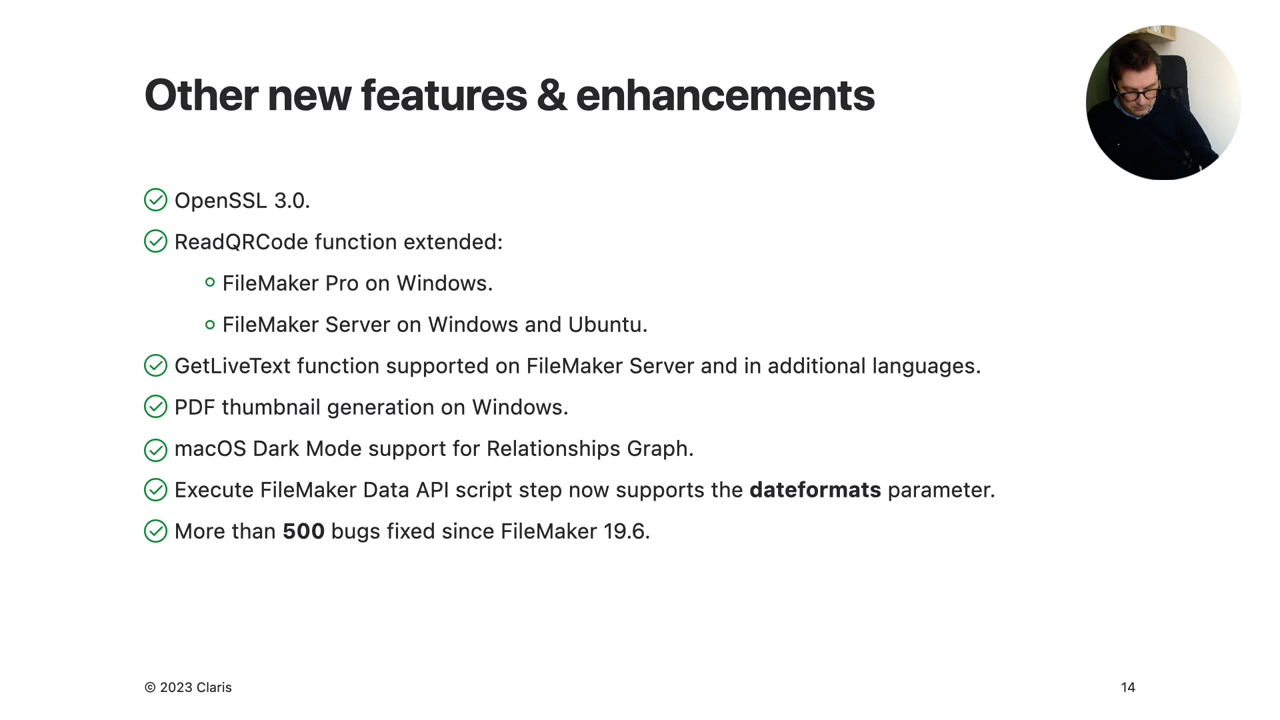 Other new features & enhancements
OpenSSL 3.0.
ReadQRCode function extended:
FileMaker Pro on Windows.
FileMaker Server on Windows and Ubuntu.
GetLiveText function supported on FileMaker Server and in additional languages.
PDF thumbnail generation on Windows.
macOS Dark Mode support for Relationships Graph.
Execute FileMaker Data API script step now supports the dateformats parameter.
More than 500 bugs fixed since FileMaker 19.6.
© 2023 Claris
14